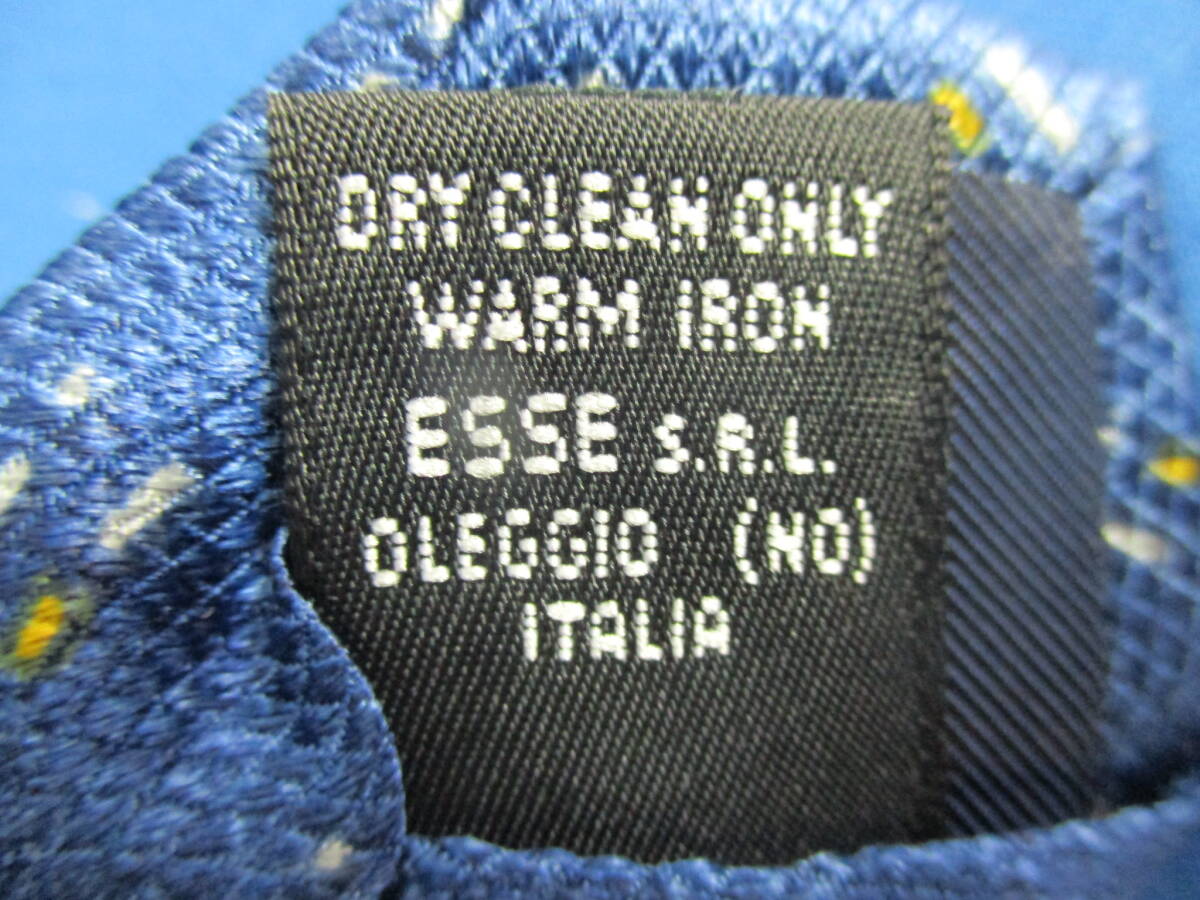 DRY CLEAN ONLY
WARM IRON
ESSE S.R.L.
OLEGGIO (NO)
ITALIA